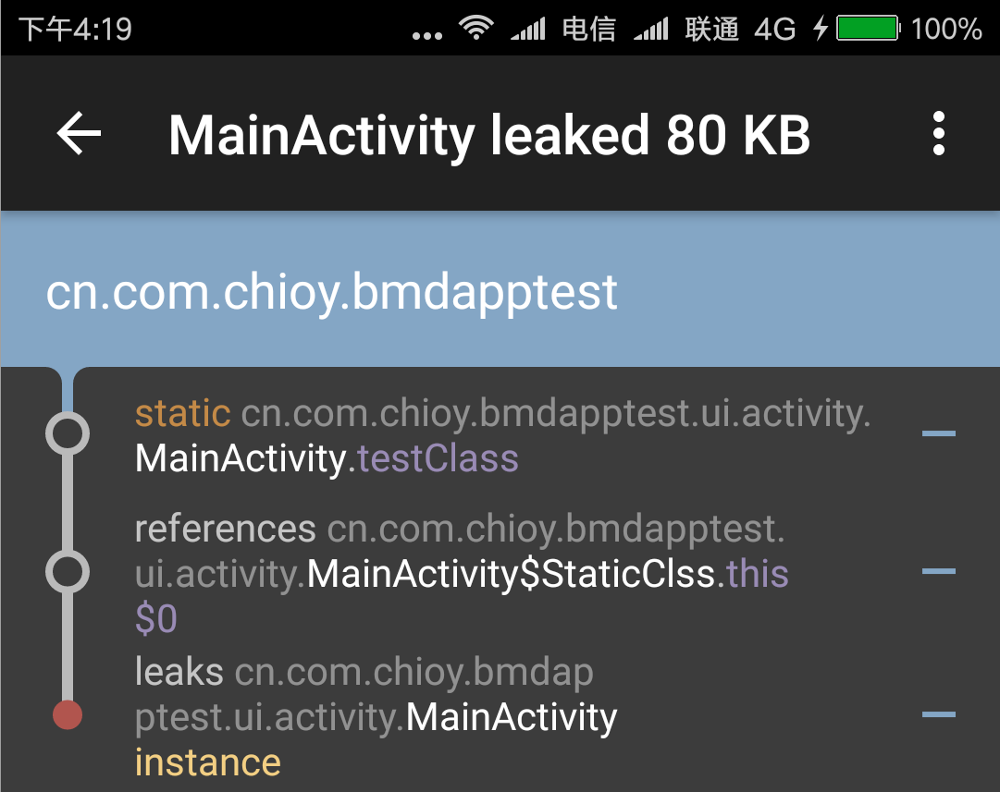 下午4:19 ... 电信 联通 4G 100%
MainActivity leaked 80 KB
cn.com.chioy.bmdapptest
static cn.com.chioy.bmdapptest.ui.activity.
MainActivity.testClass
references cn.com.chioy.bmdapptest.
ui.activity.MainActivity$StaticClss.this
$0
leaks cn.com.chioy.bmdap
ptest.ui.activity.MainActivity
instance